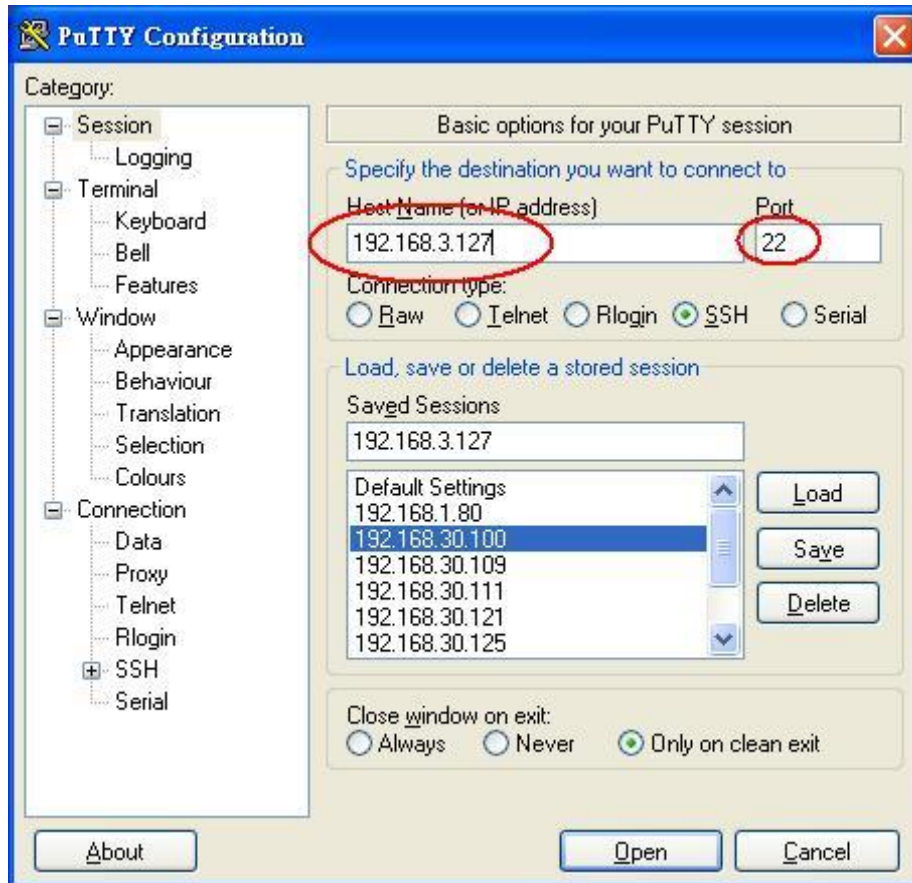 PuTTY Configuration
Category:
Session
Logging
Terminal
Keyboard
Bell
Features
Window
Appearance
Behaviour
Translation
Selection
Colours
Connection
Data
Proxy
Telnet
Rlogin
SSH
Serial
Basic options for your PuTTY session
Specify the destination you want to connect to
Host Name (or IP address) Port
192.168.3.127 22
Connection type:
Raw Telnet Rlogin SSH Serial
Load, save or delete a stored session
Saved Sessions
192.168.3.127
Default Settings
192.168.1.80
192.168.30.100
192.168.30.109
192.168.30.111
192.168.30.121
192.168.30.125
Load
Save
Delete
Close window on exit:
Always Never Only on clean exit
About Open Cancel